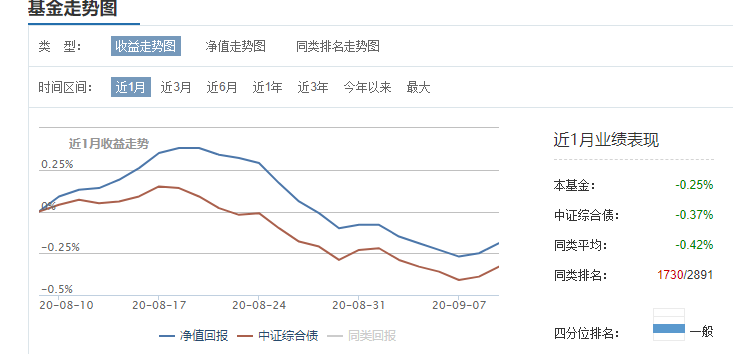 基金走势图
类 型： 收益走势图 净值走势图 同类排名走势图
时间区间： 近1月 近3月 近6月 近1年 近3年 今年以来 最大
近1月收益走势
0.25%
0%
-0.25%
-0.5%
20-08-10 20-08-17 20-08-24 20-08-31 20-09-07
净值回报 中证综合债 同类回报
近1月业绩表现
本基金： -0.25%
中证综合债： -0.37%
同类平均： -0.42%
同类排名： 1730/2891
四分位排名： 一般